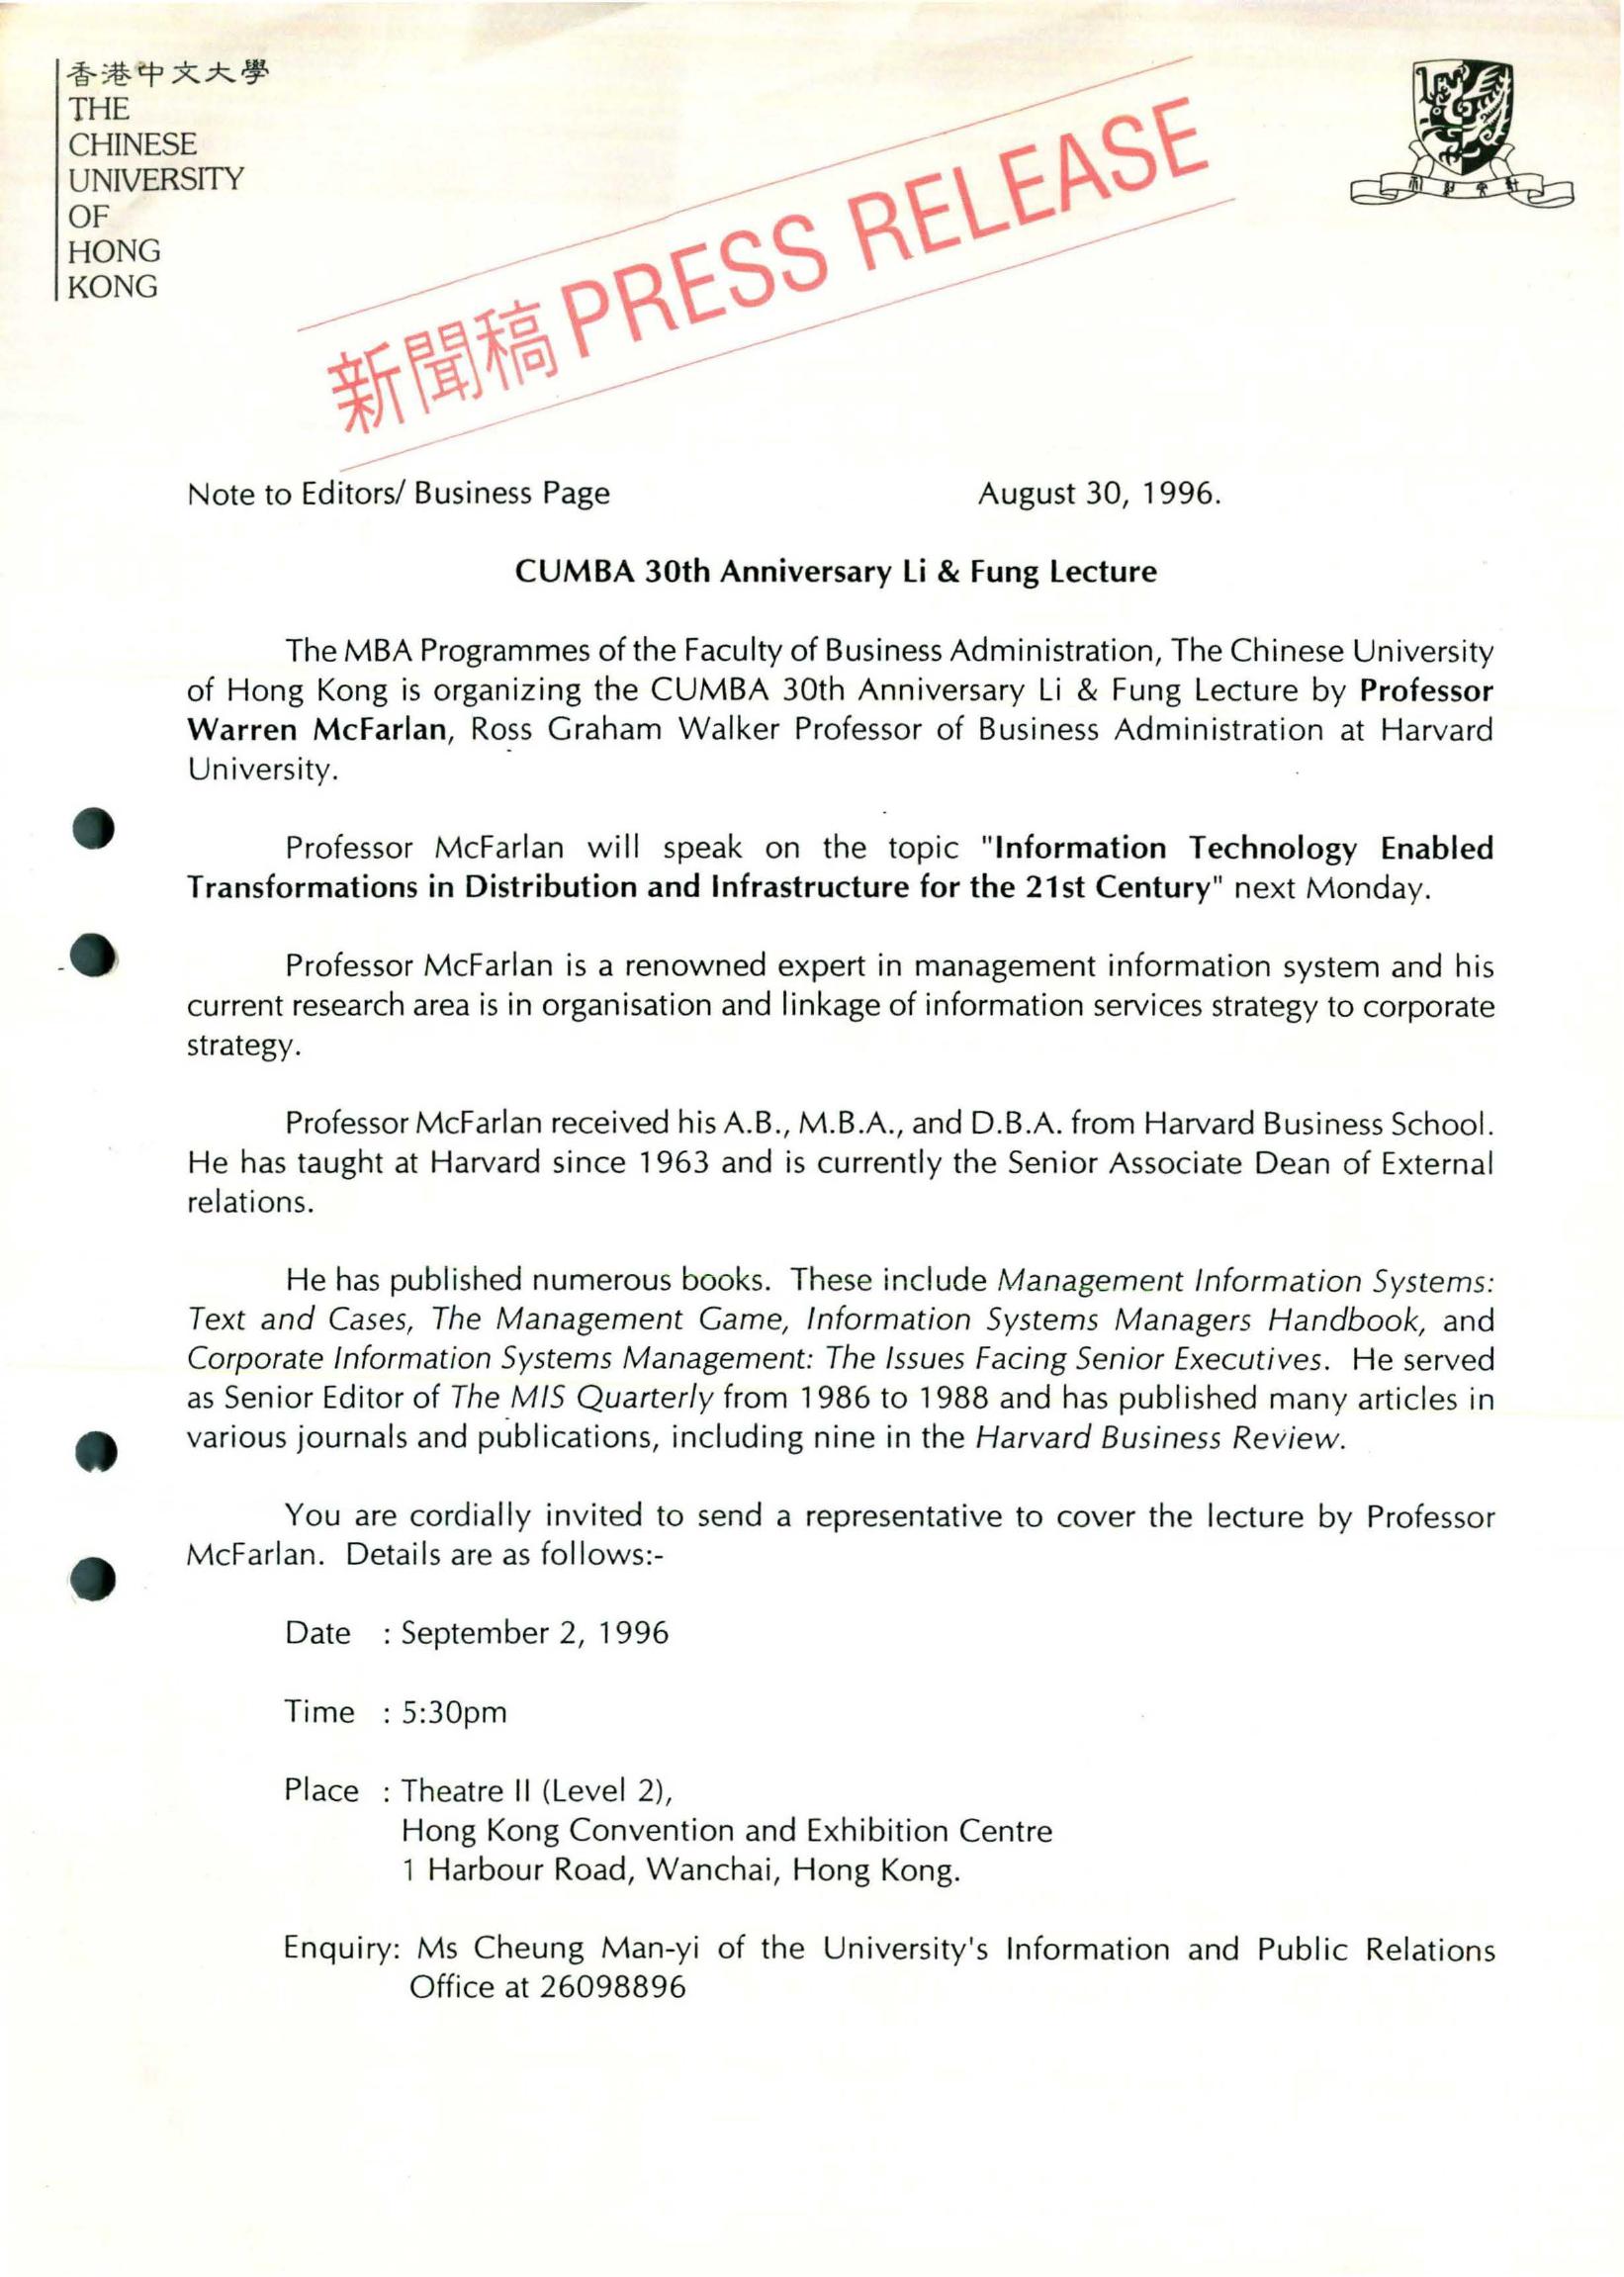 香港中文大學
THE
CHINESE
UNIVERSITY
OF
HONG
KONG
新聞稿 PRESS RELEASE
Note to Editors/ Business Page August 30, 1996.
CUMBA 30th Anniversary Li & Fung Lecture
The MBA Programmes of the Faculty of Business Administration, The Chinese University
of Hong Kong is organizing the CUMBA 30th Anniversary Li & Fung Lecture by Professor
Warren McFarlan, Ross Graham Walker Professor of Business Administration at Harvard
University.
Professor McFarlan will speak on the topic "Information Technology Enabled
Transformations in Distribution and Infrastructure for the 21st Century" next Monday.
Professor McFarlan is a renowned expert in management information system and his
current research area is in organisation and linkage of information services strategy to corporate
strategy.
Professor McFarlan received his A.B., M.B.A., and D.B.A. from Harvard Business School.
He has taught at Harvard since 1963 and is currently the Senior Associate Dean of External
relations.
He has published numerous books. These include Management Information Systems:
Text and Cases, The Management Game, Information Systems Managers Handbook, and
Corporate Information Systems Management: The Issues Facing Senior Executives. He served
as Senior Editor of The MIS Quarterly from 1986 to 1988 and has published many articles in
various journals and publications, including nine in the Harvard Business Review.
You are cordially invited to send a representative to cover the lecture by Professor
McFarlan. Details are as follows:-
Date : September 2, 1996
Time : 5:30pm
Place : Theatre II (Level 2),
Hong Kong Convention and Exhibition Centre
1 Harbour Road, Wanchai, Hong Kong.
Enquiry: Ms Cheung Man-yi of the University's Information and Public Relations
Office at 26098896